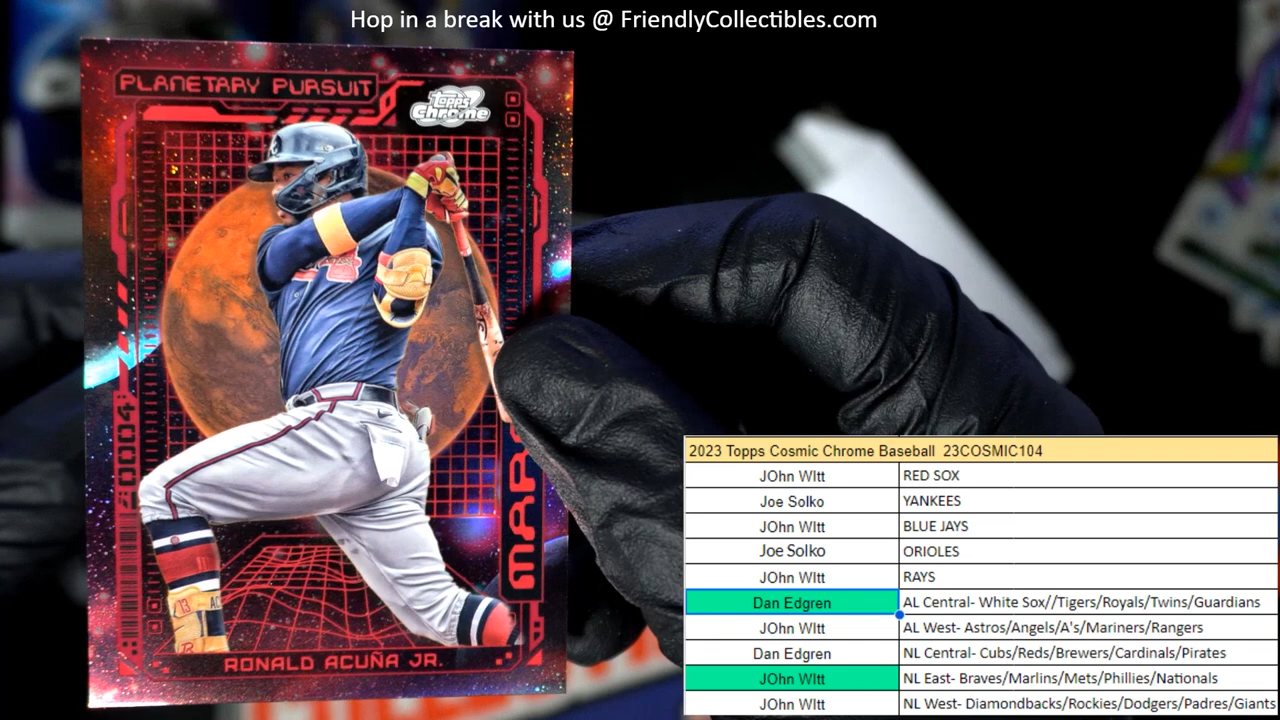 Hop in a break with us @ FriendlyCollectibles.com
PLANETARY PURSUIT
topps
Chrome
RONALD ACUÑA JR.
13
2023 Topps Cosmic Chrome Baseball 23COSMIC104
JOhn WItt RED SOX
Joe Solko YANKEES
JOhn WItt BLUE JAYS
Joe Solko ORIOLES
JOhn WItt RAYS
Dan Edgren AL Central- White Sox//Tigers/Royals/Twins/Guardians
JOhn WItt AL West- Astros/Angels/A's/Mariners/Rangers
Dan Edgren NL Central- Cubs/Reds/Brewers/Cardinals/Pirates
JOhn WItt NL East- Braves/Marlins/Mets/Phillies/Nationals
JOhn WItt NL West- Diamondbacks/Rockies/Dodgers/Padres/Giants